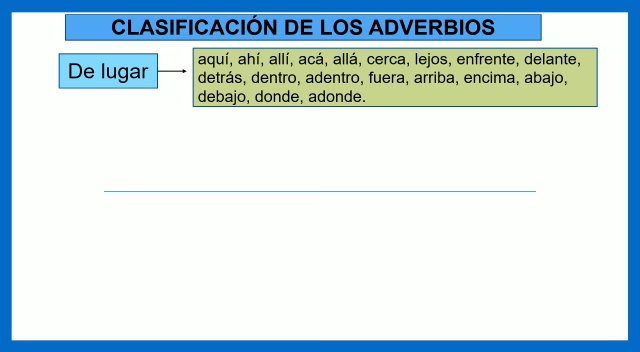 CLASIFICACIÓN DE LOS ADVERBIOS
De lugar
aquí, ahí, allí, acá, allá, cerca, lejos, enfrente, delante,
detrás, dentro, adentro, fuera, arriba, encima, abajo,
debajo, donde, adonde.